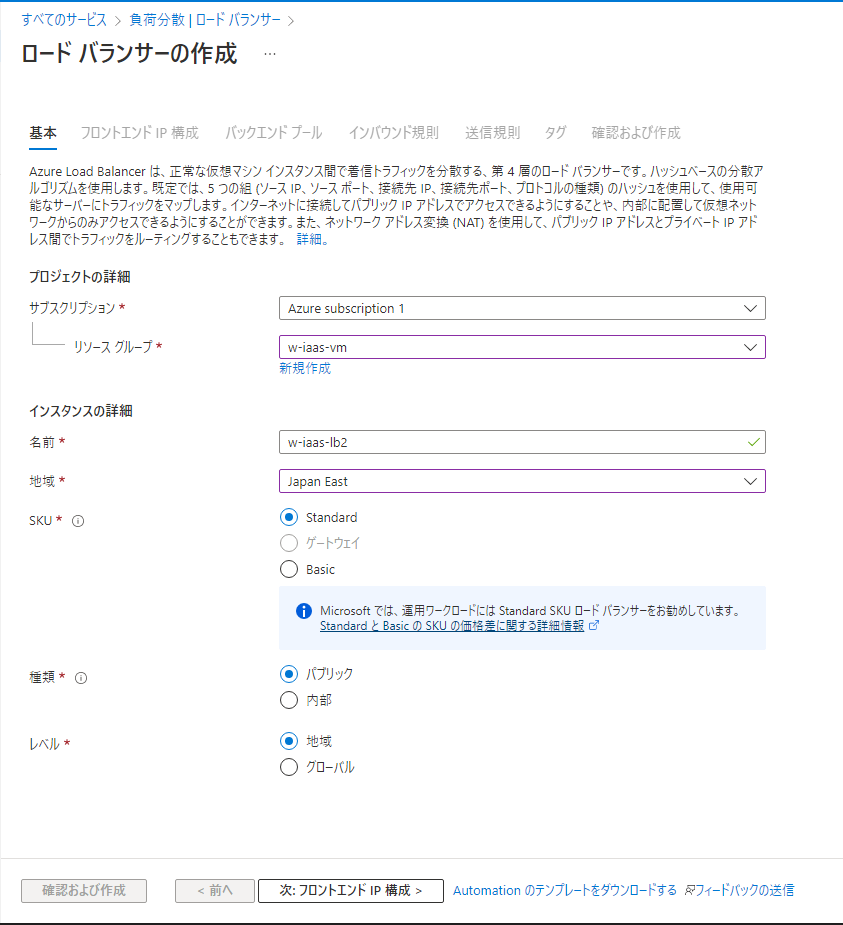 すべてのサービス > 負荷分散 | ロード バランサー >
ロード バランサーの作成 …
基本 フロントエンド IP 構成 バックエンド プール インバウンド規則 送信規則 タグ 確認および作成
Azure Load Balancer は、正常な仮想マシン インスタンス間で着信トラフィックを分散する、第 4 層のロード バランサーです。ハッシュベースの分散ア
ルゴリズムを使用します。既定では、5 つの組 (ソース IP、ソース ポート、接続先 IP、接続先ポート、プロトコルの種類) のハッシュを使用して、使用可
能なサーバーにトラフィックをマップします。インターネットに接続してパブリック IP アドレスでアクセスできるようにすることや、内部に配置して仮想ネット
ワークからのみアクセスできるようにすることができます。また、ネットワーク アドレス変換 (NAT) を使用して、パブリック IP アドレスとプライベート IP アド
レス間でトラフィックをルーティングすることもできます。 詳細。
プロジェクトの詳細
サブスクリプション * Azure subscription 1
リソース グループ * w-iaas-vm
新規作成
インスタンスの詳細
名前 * w-iaas-lb2
地域 * Japan East
SKU * Standard
ゲートウェイ
Basic
Microsoft では、運用ワークロードには Standard SKU ロード バランサーをお勧めしています。
Standard と Basic の SKU の価格差に関する詳細情報
種類 * パブリック
内部
レベル * 地域
グローバル
確認および作成 < 前へ 次: フロントエンド IP 構成 > Automation のテンプレートをダウンロードする フィードバックの送信